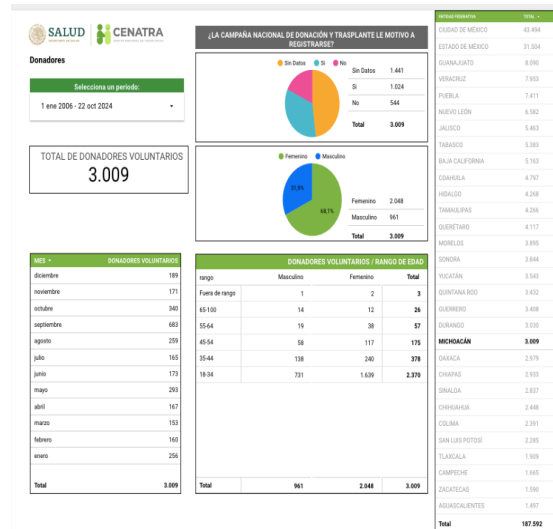 SALUD
CENATRA
Donadores
Selecciona un periodo:
1 ene 2006 - 22 oct 2024
TOTAL DE DONADORES VOLUNTARIOS
3.009
¿LA CAMPAÑA NACIONAL DE DONACIÓN Y TRASPLANTE LE MOTIVO A
REGISTRARSE?
Sin Datos Si No
Sin Datos 1.441
Si 1.024
No 544
Total 3.009
Femenino Masculino
31,9%
68,1%
Femenino 2.048
Masculino 961
Total 3.009
MES DONADORES VOLUNTARIOS
diciembre 189
noviembre 171
octubre 340
septiembre 683
agosto 259
julio 165
junio 173
mayo 293
abril 167
marzo 153
febrero 160
enero 256
Total 3.009
DONADORES VOLUNTARIOS / RANGO DE EDAD
rango Masculino Femenino Total
Fuera de rango 1 2 3
65-100 14 12 26
55-64 19 38 57
45-54 58 117 175
35-44 138 240 378
18-34 731 1.639 2.370
Total 961 2.048 3.009
ENTIDAD FEDERATIVA TOTAL
CIUDAD DE MÉXICO 43.494
ESTADO DE MÉXICO 31.504
GUANAJUATO 8.090
VERACRUZ 7.953
PUEBLA 7.411
NUEVO LEÓN 6.582
JALISCO 5.463
TABASCO 5.383
BAJA CALIFORNIA 5.163
COAHUILA 4.797
HIDALGO 4.268
TAMAULIPAS 4.266
QUERÉTARO 4.117
MORELOS 3.895
SONORA 3.844
YUCATÁN 3.543
QUINTANA ROO 3.432
GUERRERO 3.408
DURANGO 3.030
MICHOACÁN 3.009
OAXACA 2.979
CHIAPAS 2.933
SINALOA 2.837
CHIHUAHUA 2.448
COLIMA 2.391
SAN LUIS POTOSÍ 2.285
TLAXCALA 1.909
CAMPECHE 1.665
ZACATECAS 1.590
AGUASCALIENTES 1.497
Total 187.592